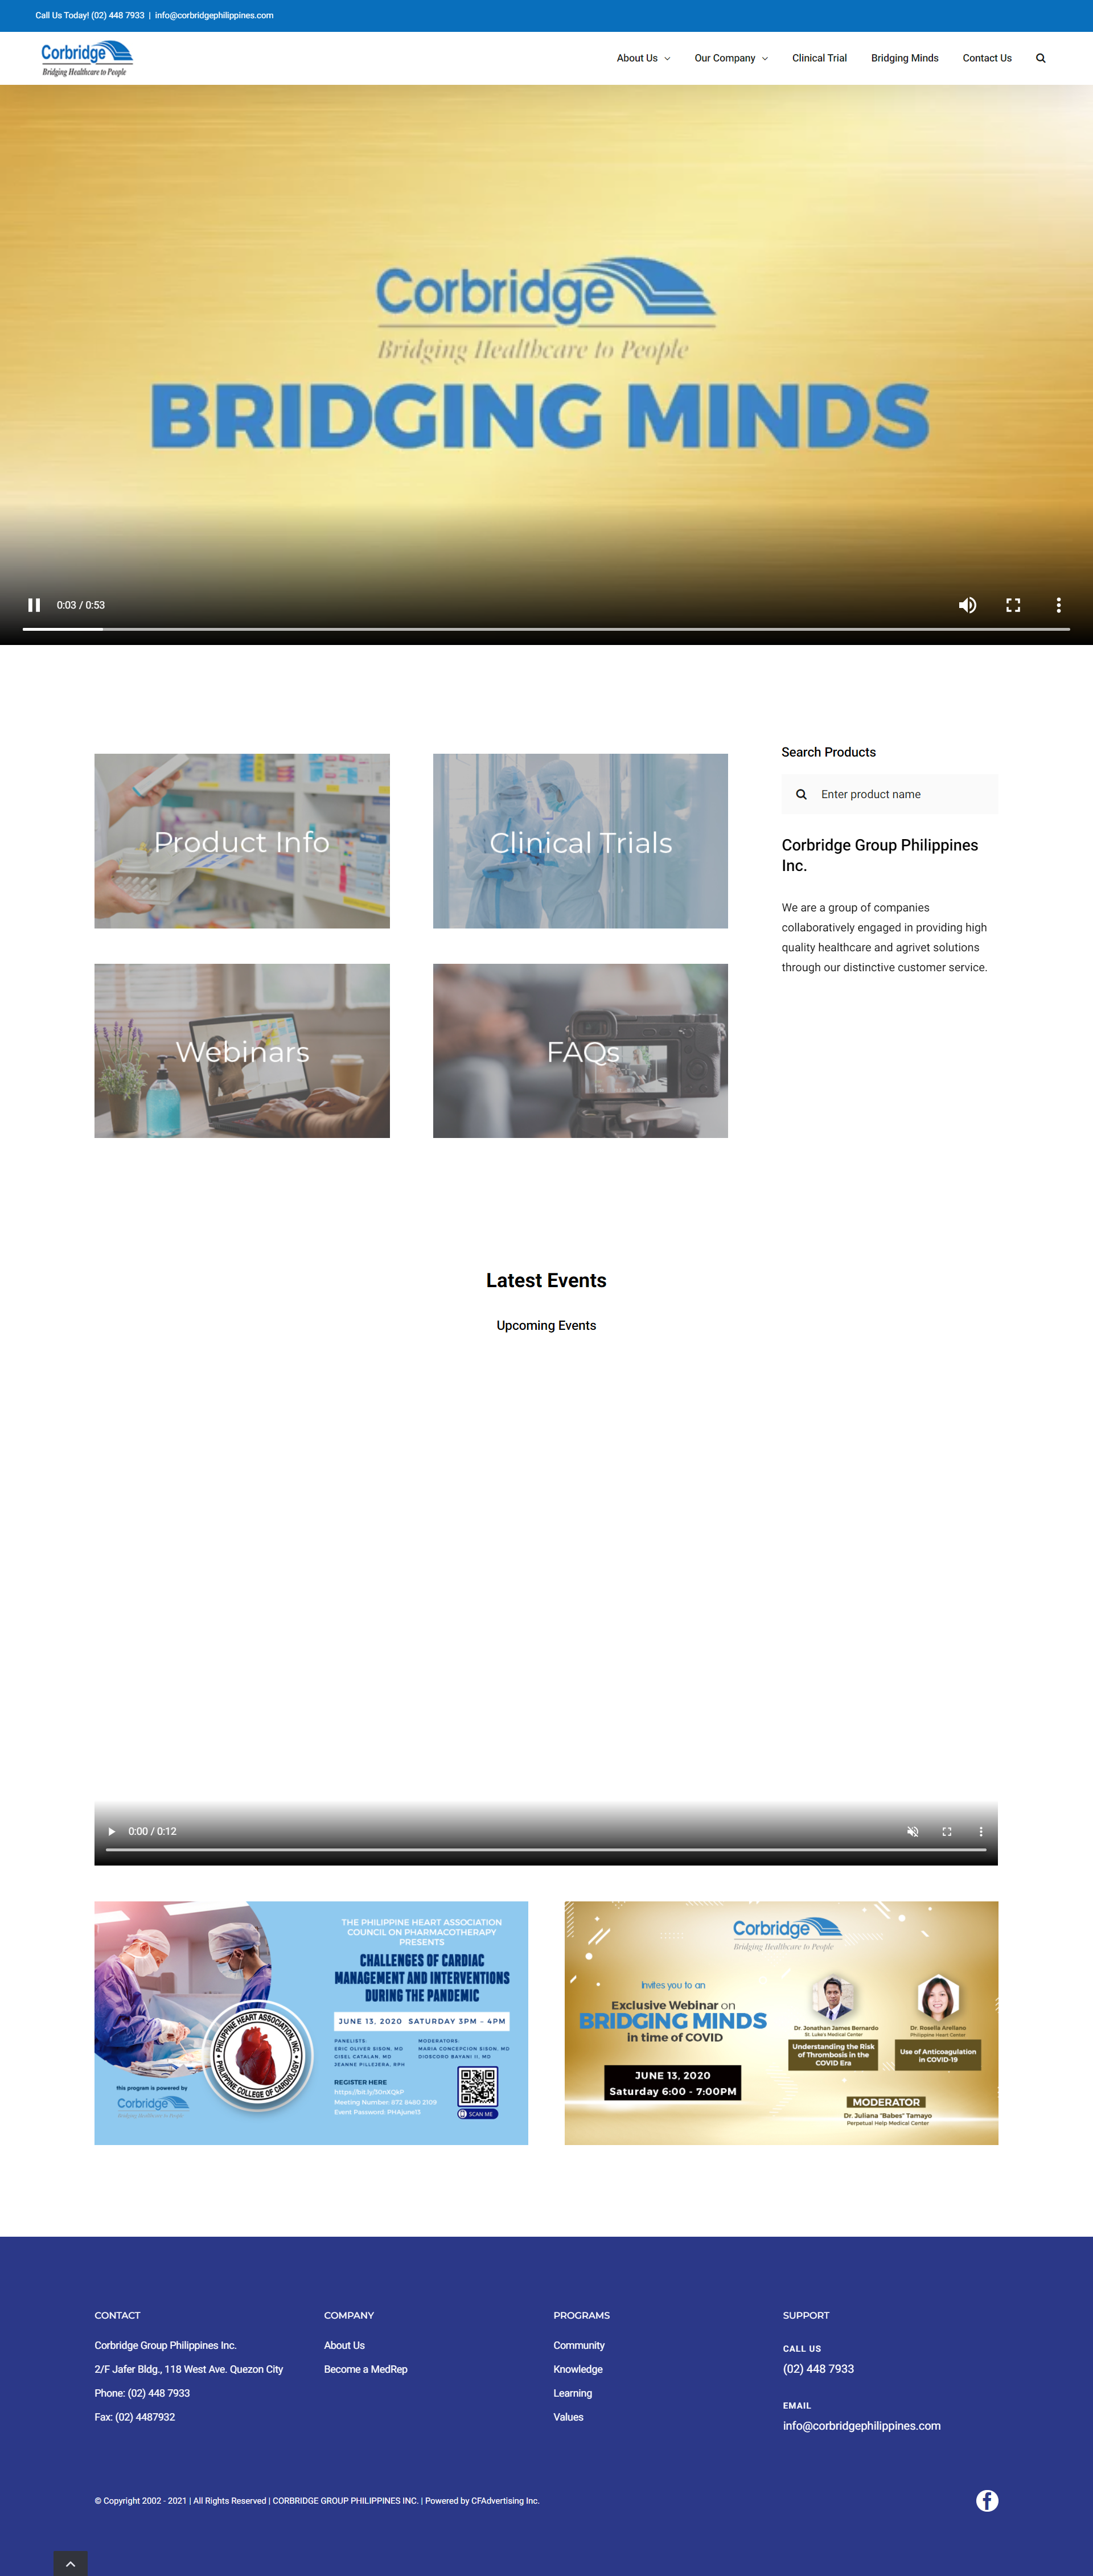 Call Us Today! (02) 448 7933 | info@corbridgephilippines.com
Corbridge
Bridging Healthcare to People
About Us
Our Company
Clinical Trial
Bridging Minds
Contact Us
Corbridge
Bridging Healthcare to People
BRIDGING MINDS
0:03 / 0:53
Product Info
Clinical Trials
Webinars
FAQs
Search Products
Enter product name
Corbridge Group Philippines
Inc.
We are a group of companies
collaboratively engaged in providing high
quality healthcare and agrivet solutions
through our distinctive customer service.
Latest Events
Upcoming Events
0:00 / 0:12
THE PHILIPPINE HEART ASSOCIATION
COUNCIL ON PHARMACOTHERAPY
PRESENTS
CHALLENGES OF CARDIAC
MANAGEMENT AND INTERVENTIONS
DURING THE PANDEMIC
JUNE 13, 2020 SATURDAY 3PM – 4PM
PANELISTS:
ERIC OLIVER SISON, MD
GISEL CATALAN, MD
JEANNE FILLEJERA, RPH
MODERATORS:
MARIA CONCEPCION SISON, MD
DIOSCORO BAYANI II, MD
REGISTER HERE
https://bit.ly/30nXQkP
Meeting Number: 872 8460 2109
Event Password: PHAjune13
SCAN ME
PHILIPPINE HEART ASSOCIATION, INC.
PHILIPPINE COLLEGE OF CARDIOLOGY
this program is powered by
Corbridge
Bridging Healthcare to People
Corbridge
Bridging Healthcare to People
Invites you to an
Exclusive Webinar on
BRIDGING MINDS
in time of COVID
JUNE 13, 2020
Saturday 6:00 - 7:00PM
Dr. Jonathan James Bernardo
St. Luke's Medical Center
Understanding the Risk
of Thrombosis in the
COVID Era
Dr. Rosella Arellano
Philippine Heart Center
Use of Anticoagulation
in COVID-19
MODERATOR
Dr. Juliana "Babes" Tamayo
Perpetual Help Medical Center
CONTACT
Corbridge Group Philippines Inc.
2/F Jafer Bldg., 118 West Ave. Quezon City
Phone: (02) 448 7933
Fax: (02) 4487932
COMPANY
About Us
Become a MedRep
PROGRAMS
Community
Knowledge
Learning
Values
SUPPORT
CALL US
(02) 448 7933
EMAIL
info@corbridgephilippines.com
© Copyright 2002 - 2021 | All Rights Reserved | CORBRIDGE GROUP PHILIPPINES INC. | Powered by CFAdvertising Inc.